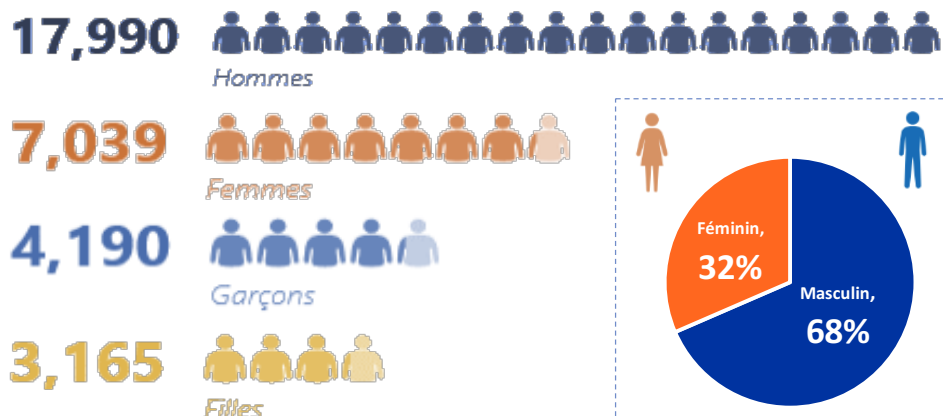 17,990
Hommes
7,039
Femmes
4,190
Garçons
3,165
Filles
Féminin,
32%
Masculin,
68%